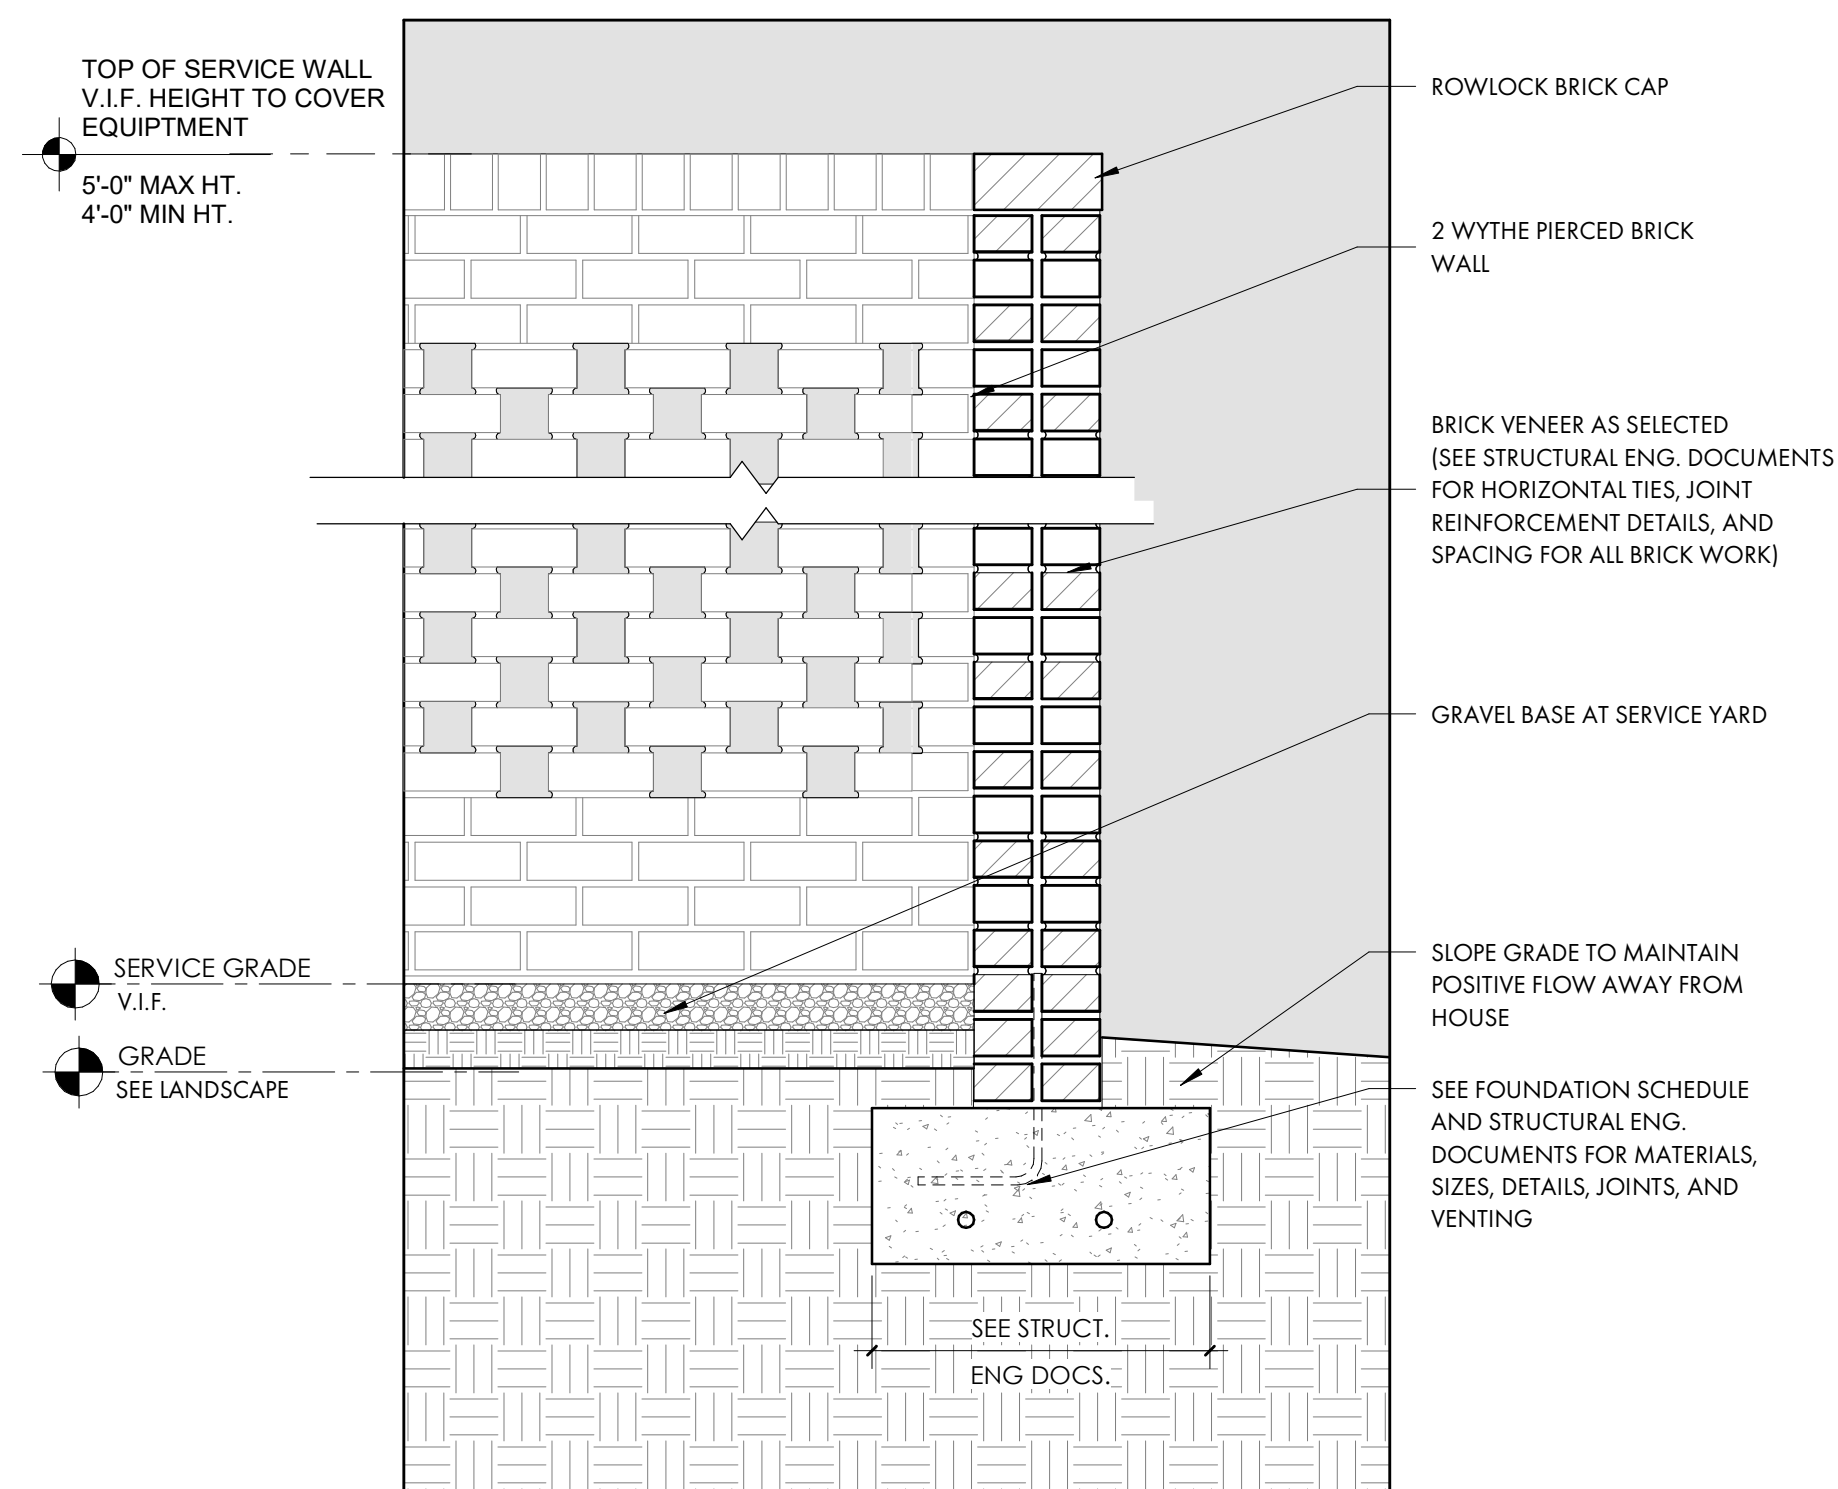 TOP OF SERVICE WALL
V.I.F. HEIGHT TO COVER
EQUIPTMENT
5'-0" MAX HT.
4'-0" MIN HT.
ROWLOCK BRICK CAP
2 WYTHE PIERCED BRICK
WALL
BRICK VENEER AS SELECTED
(SEE STRUCTURAL ENG. DOCUMENTS
FOR HORIZONTAL TIES, JOINT
REINFORCEMENT DETAILS, AND
SPACING FOR ALL BRICK WORK)
GRAVEL BASE AT SERVICE YARD
SERVICE GRADE
V.I.F.
GRADE
SEE LANDSCAPE
SLOPE GRADE TO MAINTAIN
POSITIVE FLOW AWAY FROM
HOUSE
SEE FOUNDATION SCHEDULE
AND STRUCTURAL ENG.
DOCUMENTS FOR MATERIALS,
SIZES, DETAILS, JOINTS, AND
VENTING
SEE STRUCT.
ENG DOCS.